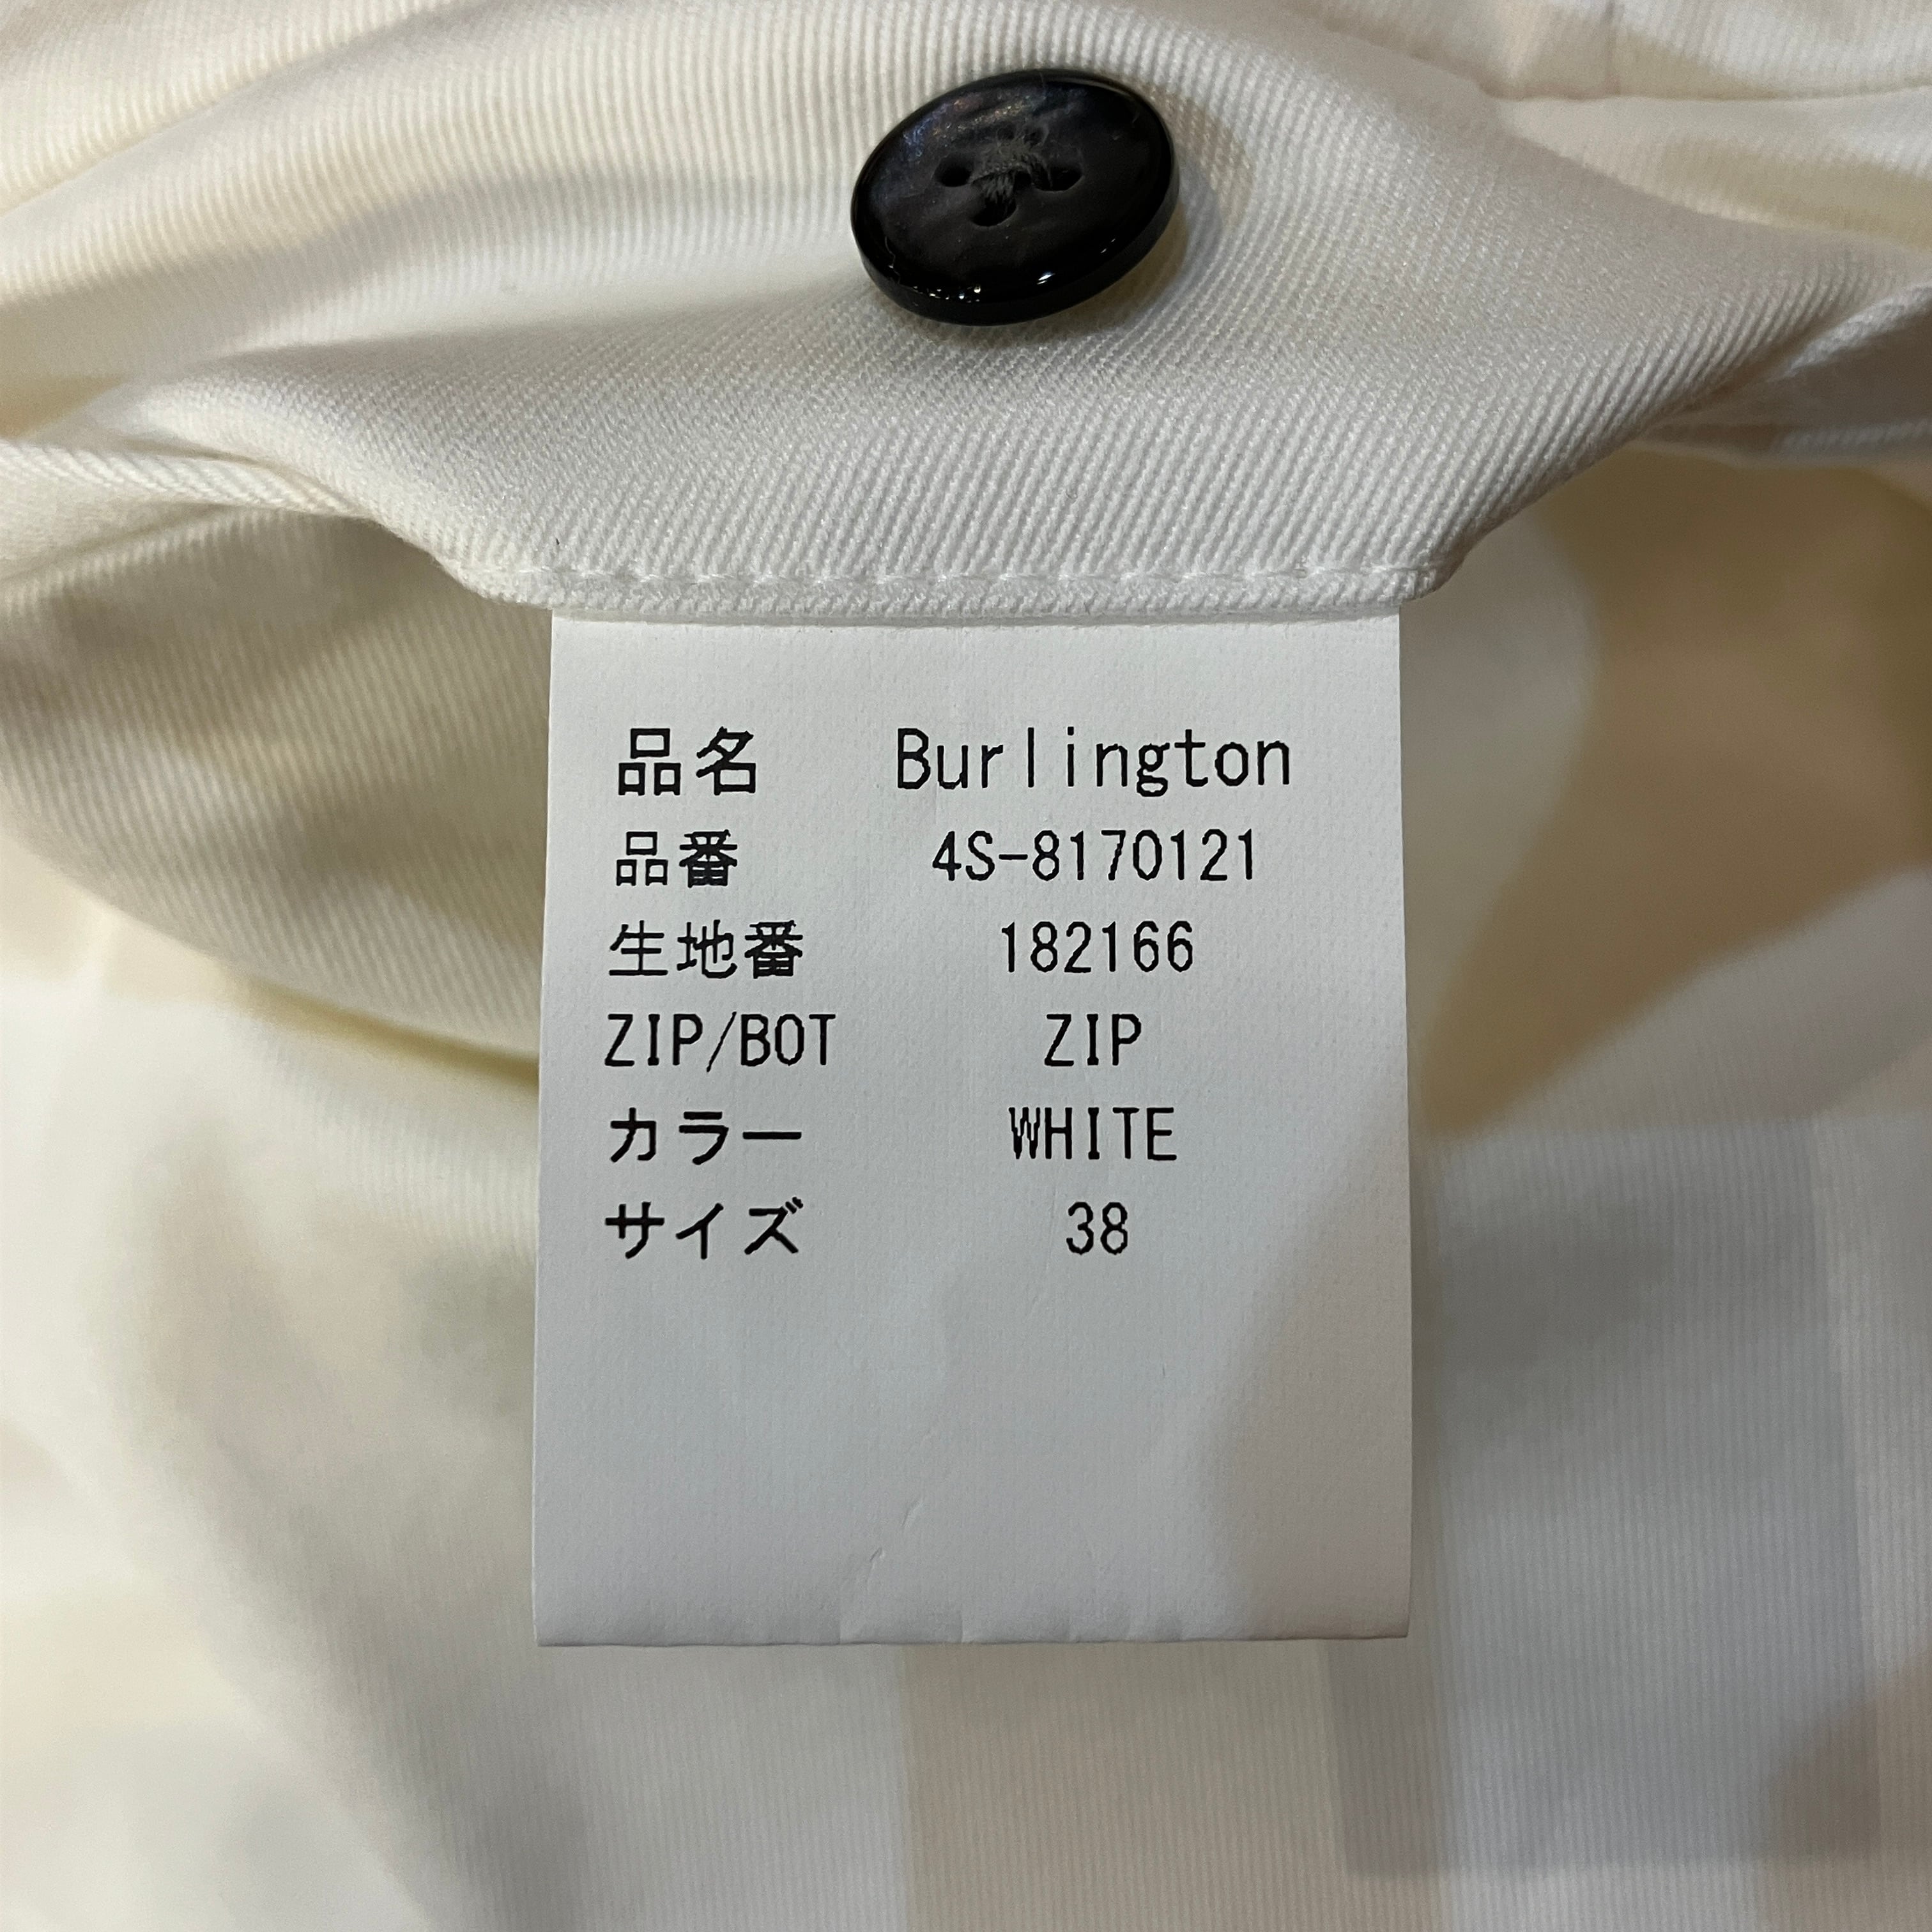 品名 Burlington
品番 4S-8170121
生地番 182166
ZIP/BOT ZIP
カラー WHITE
サイズ 38